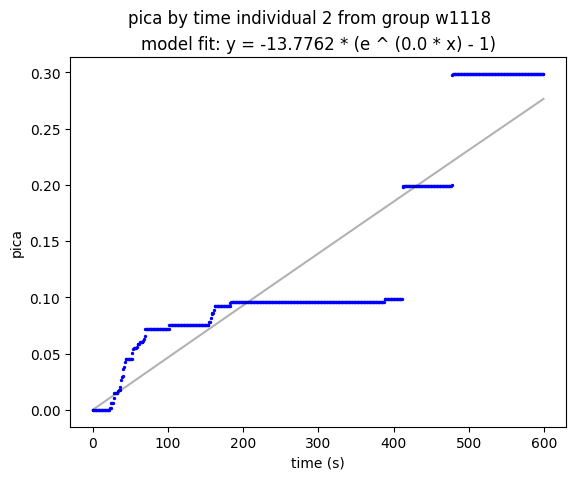 pica by time individual 2 from group w1118
model fit: y = -13.7762 * (e ^ (0.0 * x) - 1)
0.30
0.25
0.20
0.15
0.10
0.05
0.00
pica
0 100 200 300 400 500 600
time (s)